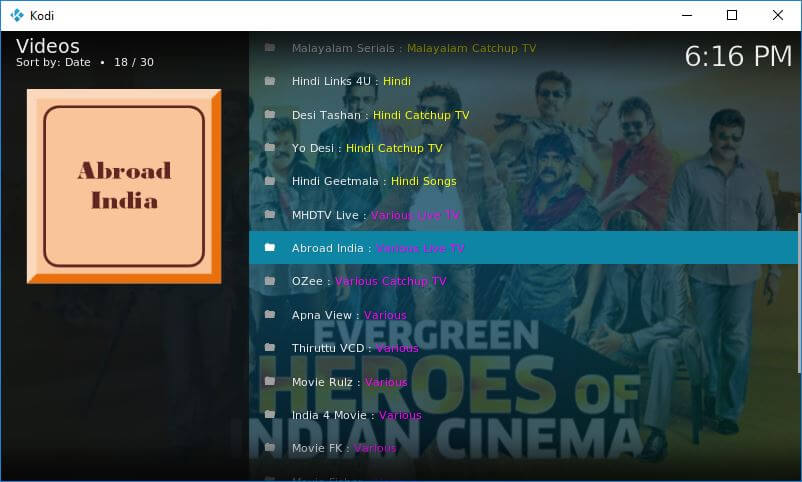 Kodi
Videos
Sort by: Date • 18 / 30
6:16 PM
Abroad
India
Malayalam Serials : Malayalam Catchup TV
Hindi Links 4U : Hindi
Desi Tashan : Hindi Catchup TV
Yo Desi : Hindi Catchup TV
Hindi Geetmala : Hindi Songs
MHDTV Live : Various Live TV
Abroad India : Various Live TV
OZee : Various Catchup TV
Apna View : Various
Thiruttu VCD : Various
Movie Rulz : Various
India 4 Movie : Various
Movie FK : Various
EVERGREEN
HEROES OF
INDIAN CINEMA